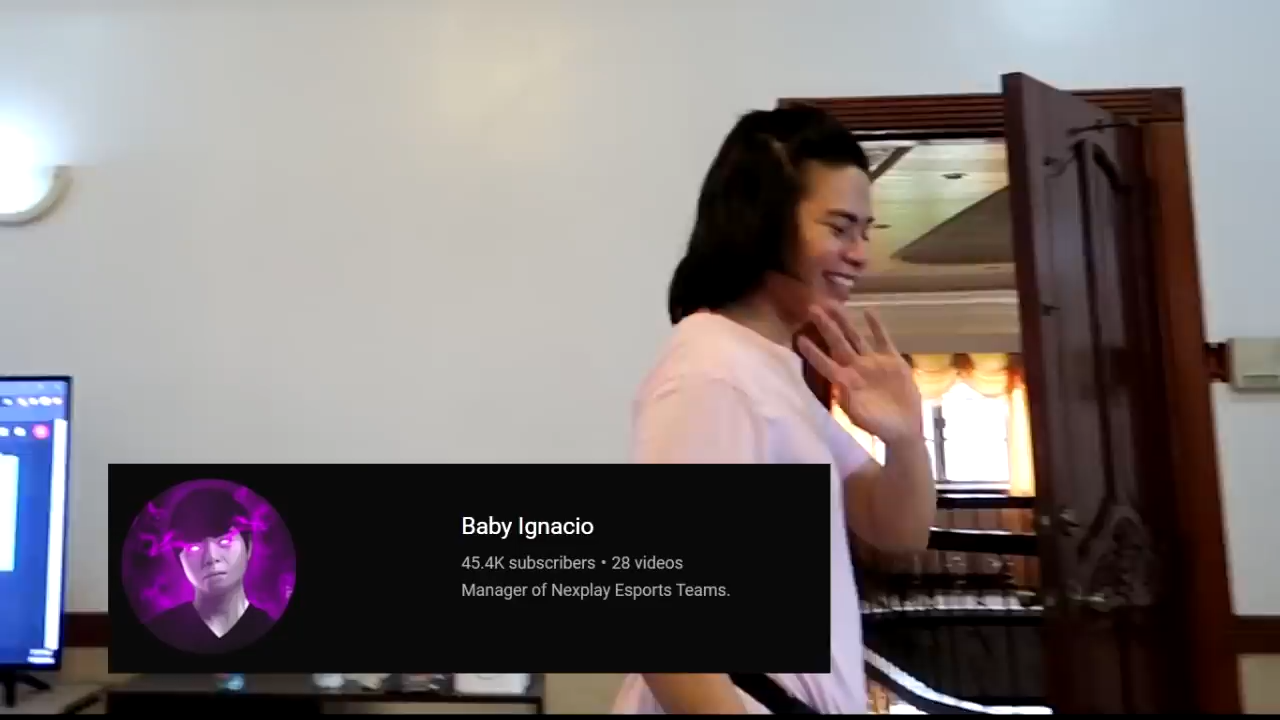 Baby Ignacio
45.4K subscribers • 28 videos
Manager of Nexplay Esports Teams.